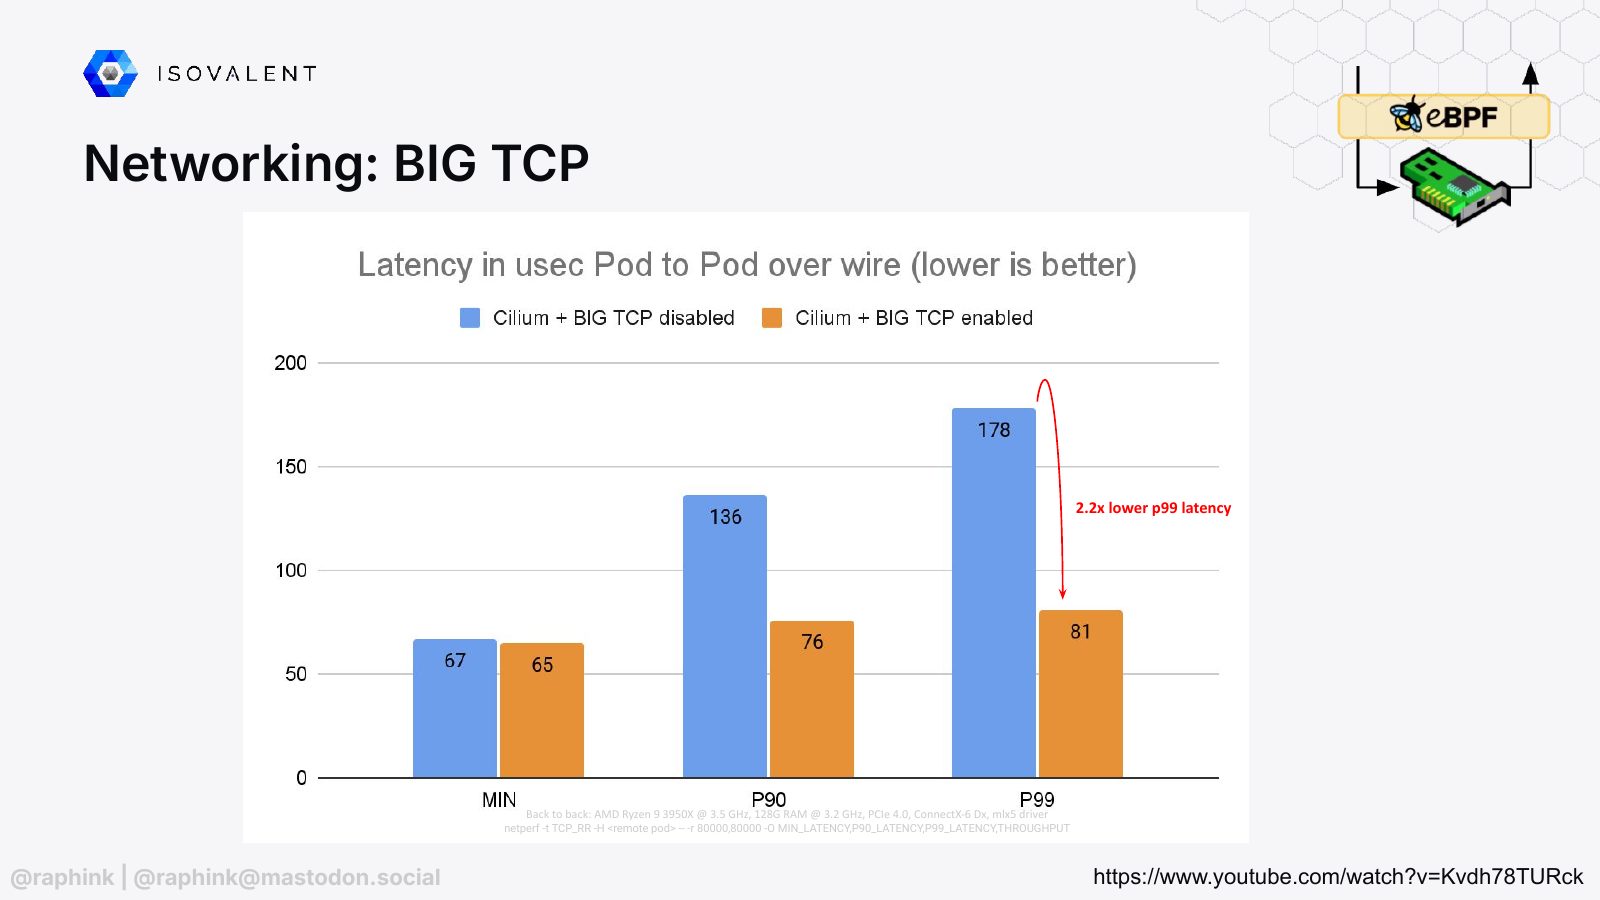 ISOVALENT
eBPF
Networking: BIG TCP
Latency in usec Pod to Pod over wire (lower is better)
Cilium + BIG TCP disabled
Cilium + BIG TCP enabled
200
150
100
50
0
67
65
136
76
178
81
2.2x lower p99 latency
MIN
P90
P99
Back to back: AMD Ryzen 9 3950X @ 3.5 GHz, 128G RAM @ 3.2 GHz, PCIe 4.0, ConnectX-6 Dx, mlx5 driver
netperf -t TCP_RR -H <remote pod> -- -r 80000,80000 -O MIN_LATENCY,P90_LATENCY,P99_LATENCY,THROUGHPUT
@raphink | @raphink@mastodon.social
https://www.youtube.com/watch?v=Kvdh78TURck